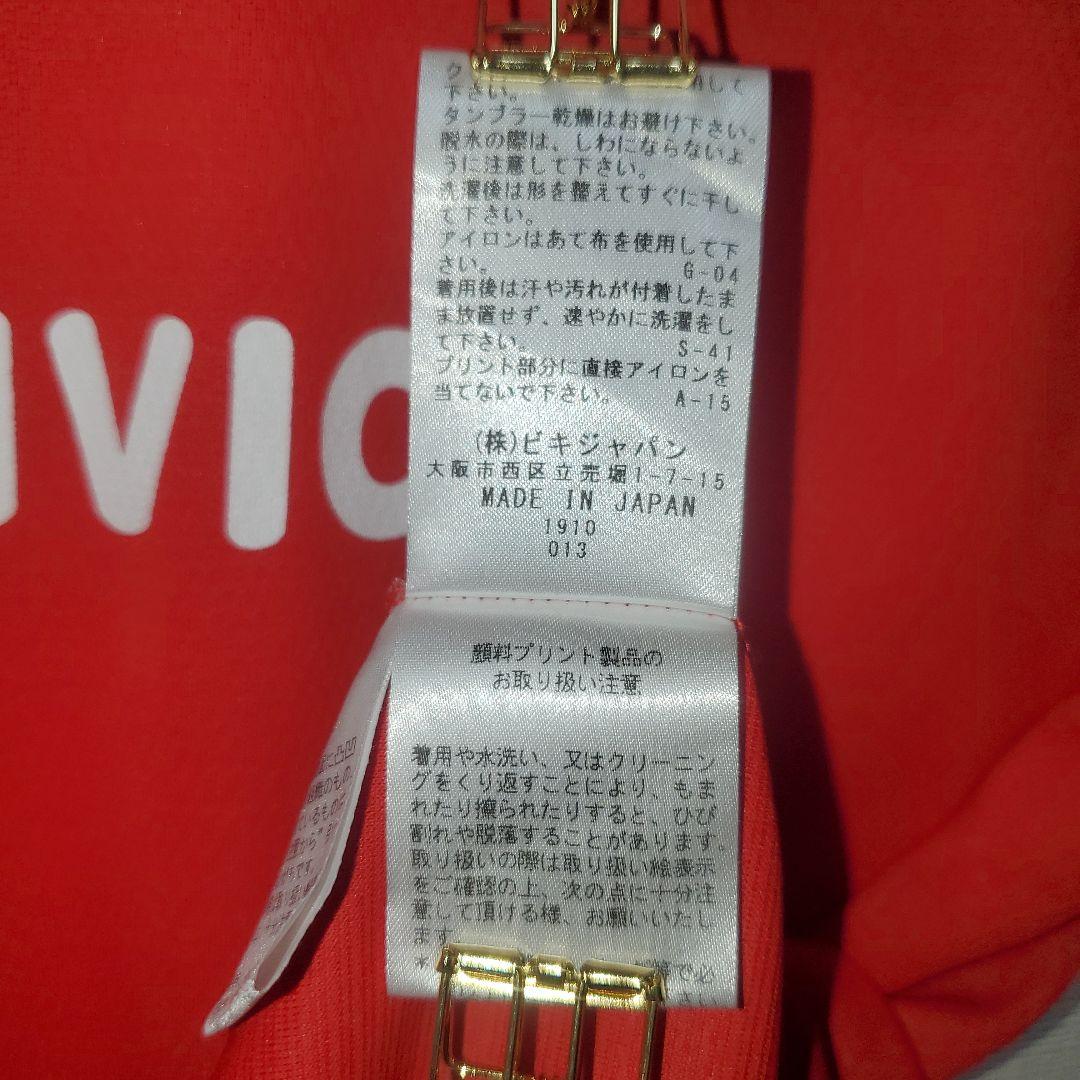 して
下さい。
タンブラー乾燥はお避け下さい。
脱水の際は、しわにならないよ
うに注意して下さい。
洗濯後は形を整えてすぐに干し
て下さい。
アイロンはあて布を使用して下
さい。 G-04
着用後は汗や汚れが付着したま
ま放置せず、速やかに洗濯をし
て下さい。 S-41
プリント部分に直接アイロンを
当てないで下さい。 A-15
VIC
(株)ビキジャパン
大阪市西区立売堀1-7-15
MADE IN JAPAN
1910
013
顔料プリント製品の
お取り扱い注意
着用や水洗い、又はクリーニン
グをくり返すことにより、もま
れたり擦られたりすると、ひび
割れや脱落することがあります。
取り扱いの際は取り扱い絵表示
をご確認の上、次の点に十分注
意して頂ける様、お願いいたし
ます。